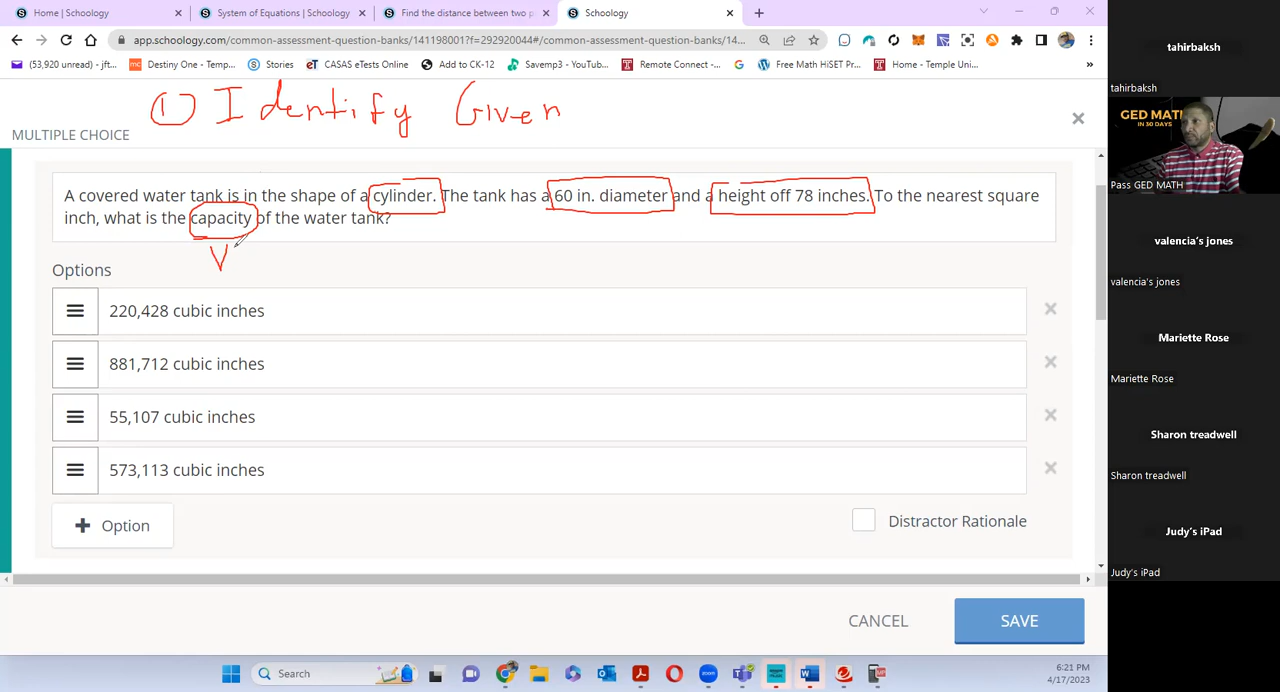 Home | Schoology
System of Equations | Schoology
Find the distance between two p
Schoology
app.schoology.com/common-assessment-question-banks/141198001?f=292920044#/common-assessment-question-banks/14...
(53,920 unread) - jft...
Destiny One - Temp...
Stories
CASAS eTests Online
Add to CK-12
Savemp3 - YouTub...
Remote Connect -...
Free Math HiSET Pr...
Home - Temple Uni...
»
① Identify Given
MULTIPLE CHOICE
A covered water tank is in the shape of a cylinder. The tank has a 60 in. diameter and a height off 78 inches. To the nearest square
inch, what is the capacity of the water tank?
V
Options
220,428 cubic inches
881,712 cubic inches
55,107 cubic inches
573,113 cubic inches
+ Option
Distractor Rationale
CANCEL
SAVE
Search
6:21 PM
4/17/2023
tahirbaksh
tahirbaksh
GED MATH
IN 30 DAYS
Pass GED MATH
valencia's jones
valencia's jones
Mariette Rose
Mariette Rose
Sharon treadwell
Sharon treadwell
Judy's iPad
Judy's iPad